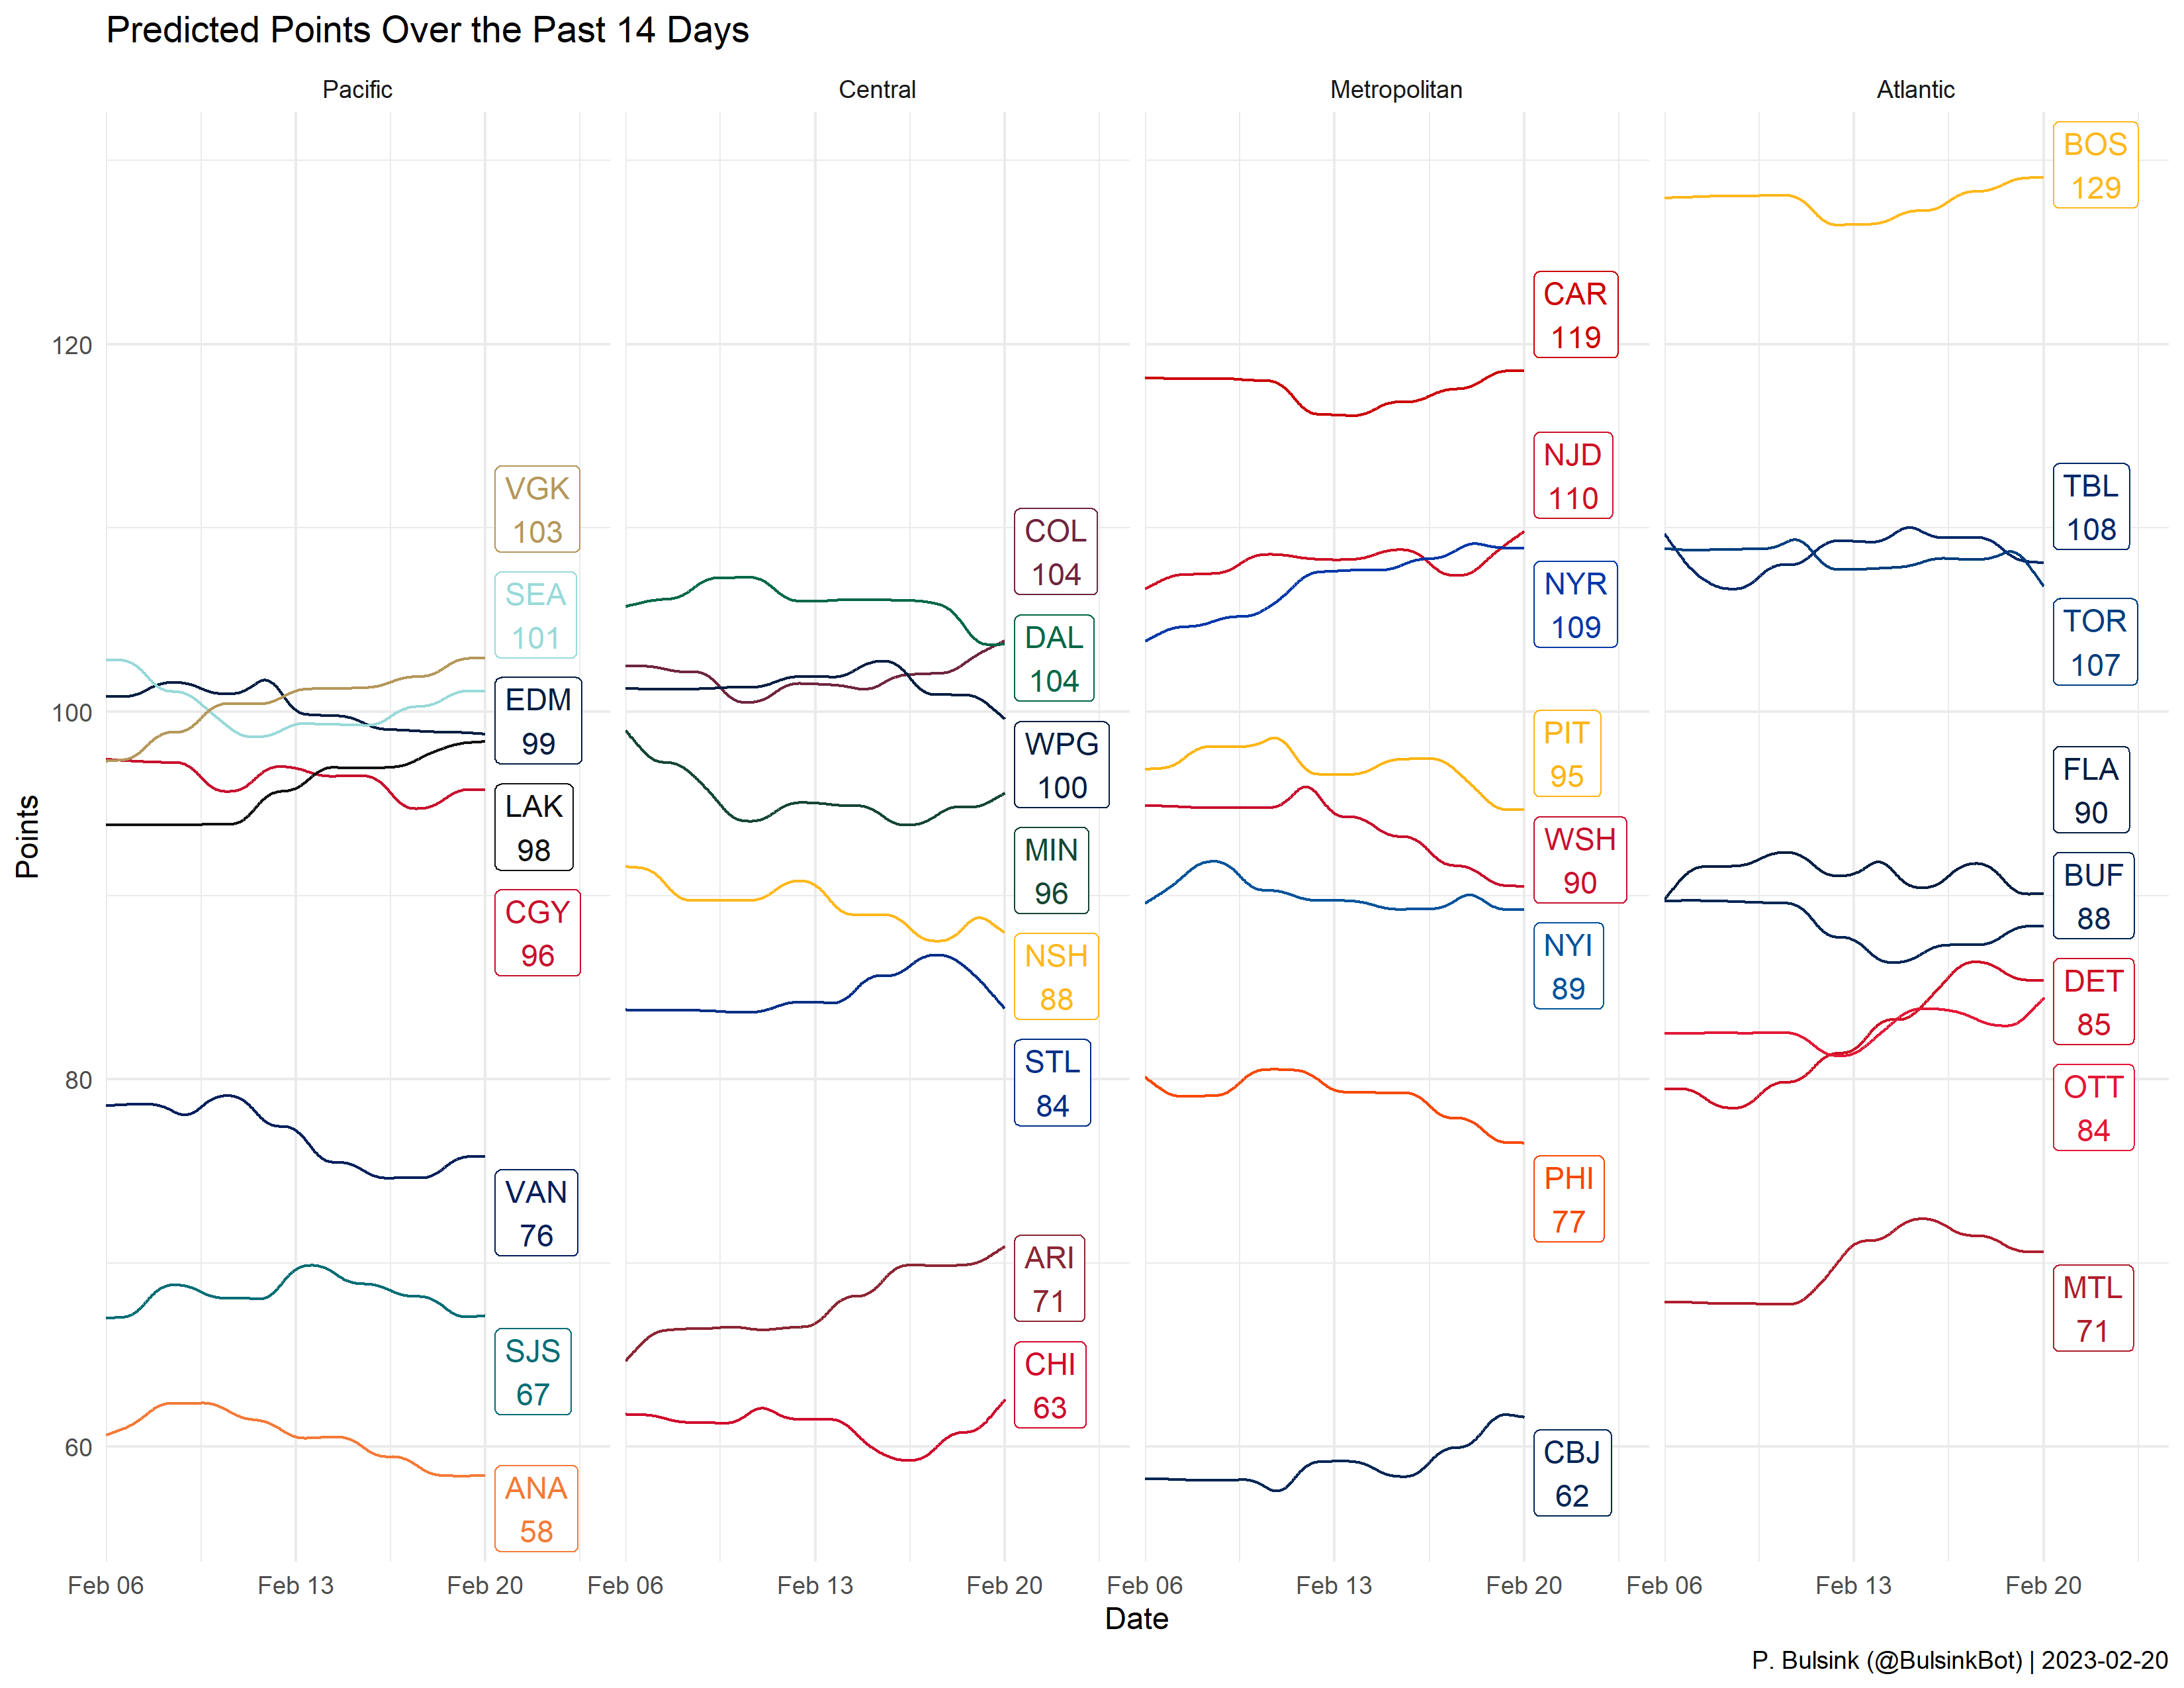 Predicted Points Over the Past 14 Days
Pacific
Central
Metropolitan
Atlantic
Points
120
100
80
60
VGK
103
SEA
101
EDM
99
LAK
98
CGY
96
VAN
76
SJS
67
ANA
58
COL
104
DAL
104
WPG
100
MIN
96
NSH
88
STL
84
ARI
71
CHI
63
CAR
119
NJD
110
NYR
109
PIT
95
WSH
90
NYI
89
PHI
77
CBJ
62
BOS
129
TBL
108
TOR
107
FLA
90
BUF
88
DET
85
OTT
84
MTL
71
Feb 06
Feb 13
Feb 20
Feb 06
Feb 13
Feb 20
Feb 06
Feb 13
Feb 20
Feb 06
Feb 13
Feb 20
Date
P. Bulsink (@BulsinkBot) | 2023-02-20